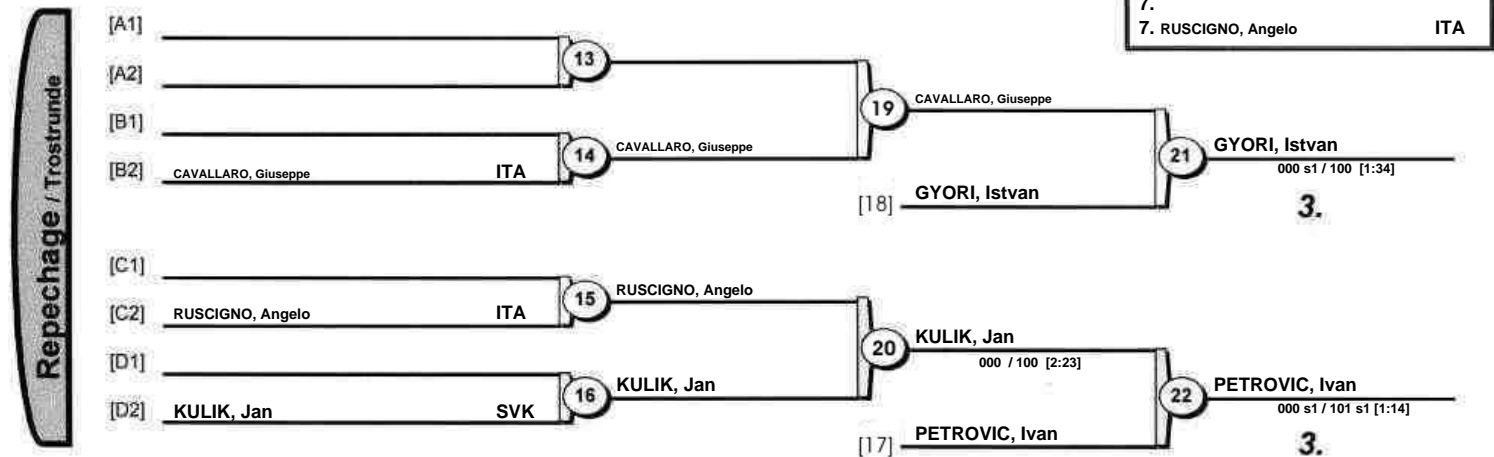 7.
7. RUSCIGNO, Angelo ITA
Repechage / Trostrunde
[A1]
13
[A2]
19 CAVALLARO, Giuseppe
[B1]
14 CAVALLARO, Giuseppe
21 GYORI, Istvan
000 s1 / 100 [1:34]
[B2] CAVALLARO, Giuseppe ITA
[18] GYORI, Istvan
3.
[C1]
15 RUSCIGNO, Angelo
[C2] RUSCIGNO, Angelo ITA
20 KULIK, Jan
000 / 100 [2:23]
[D1]
16 KULIK, Jan
22 PETROVIC, Ivan
000 s1 / 101 s1 [1:14]
[D2] KULIK, Jan SVK
[17] PETROVIC, Ivan
3.